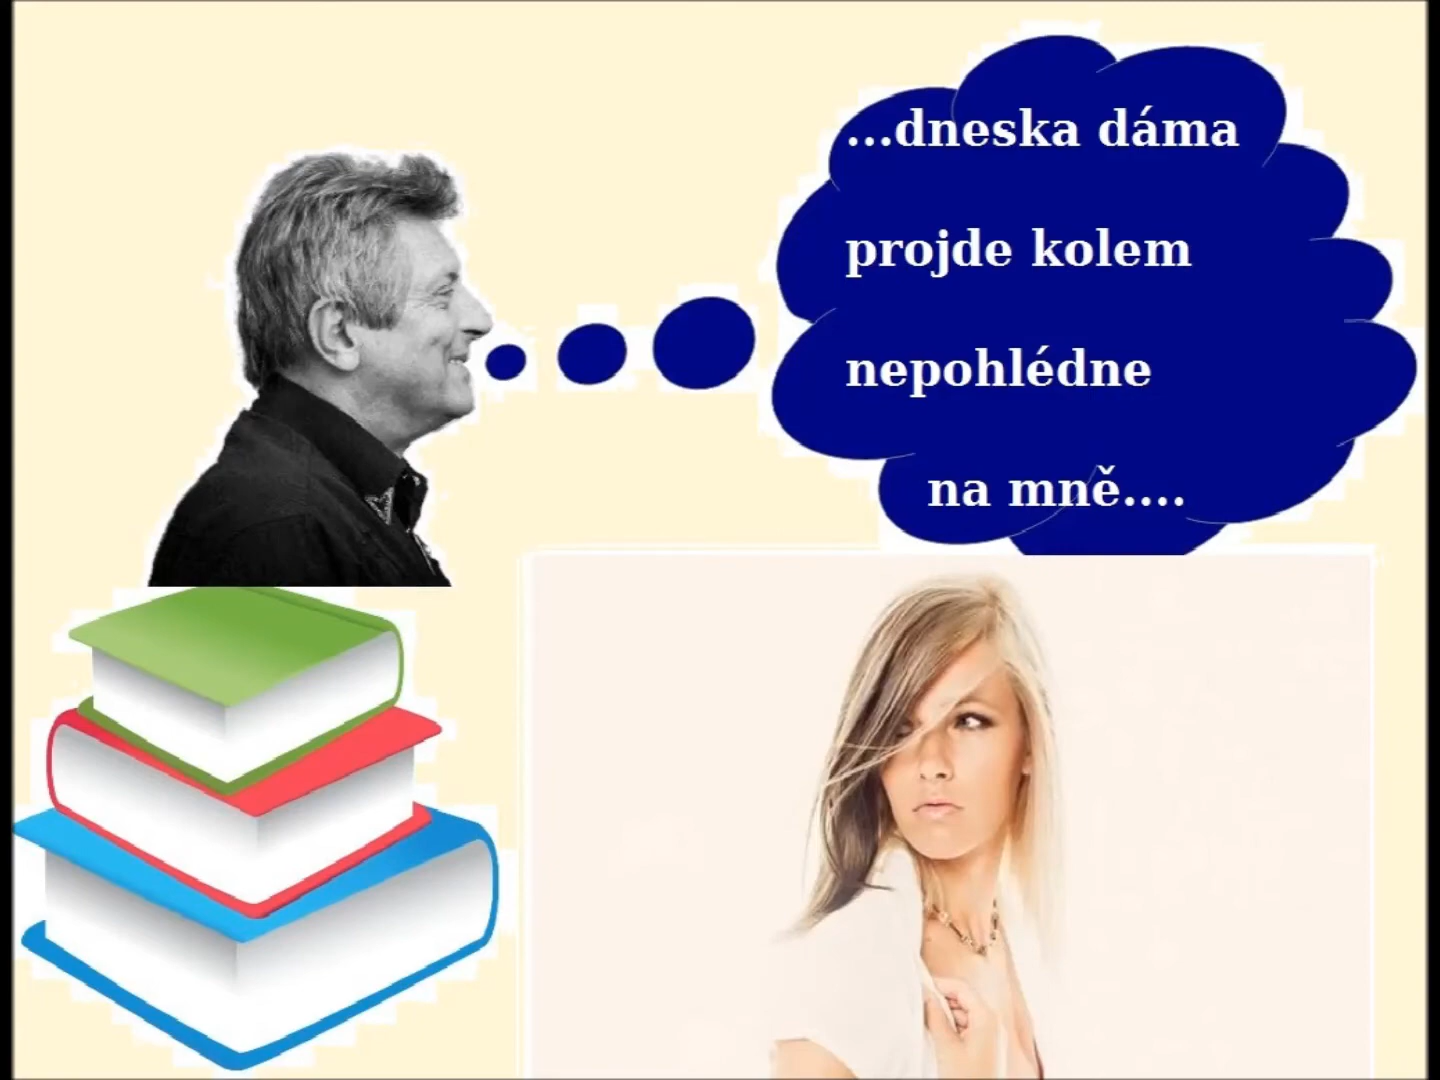 ...dneska dáma
projde kolem
nepohlédne
na mně....